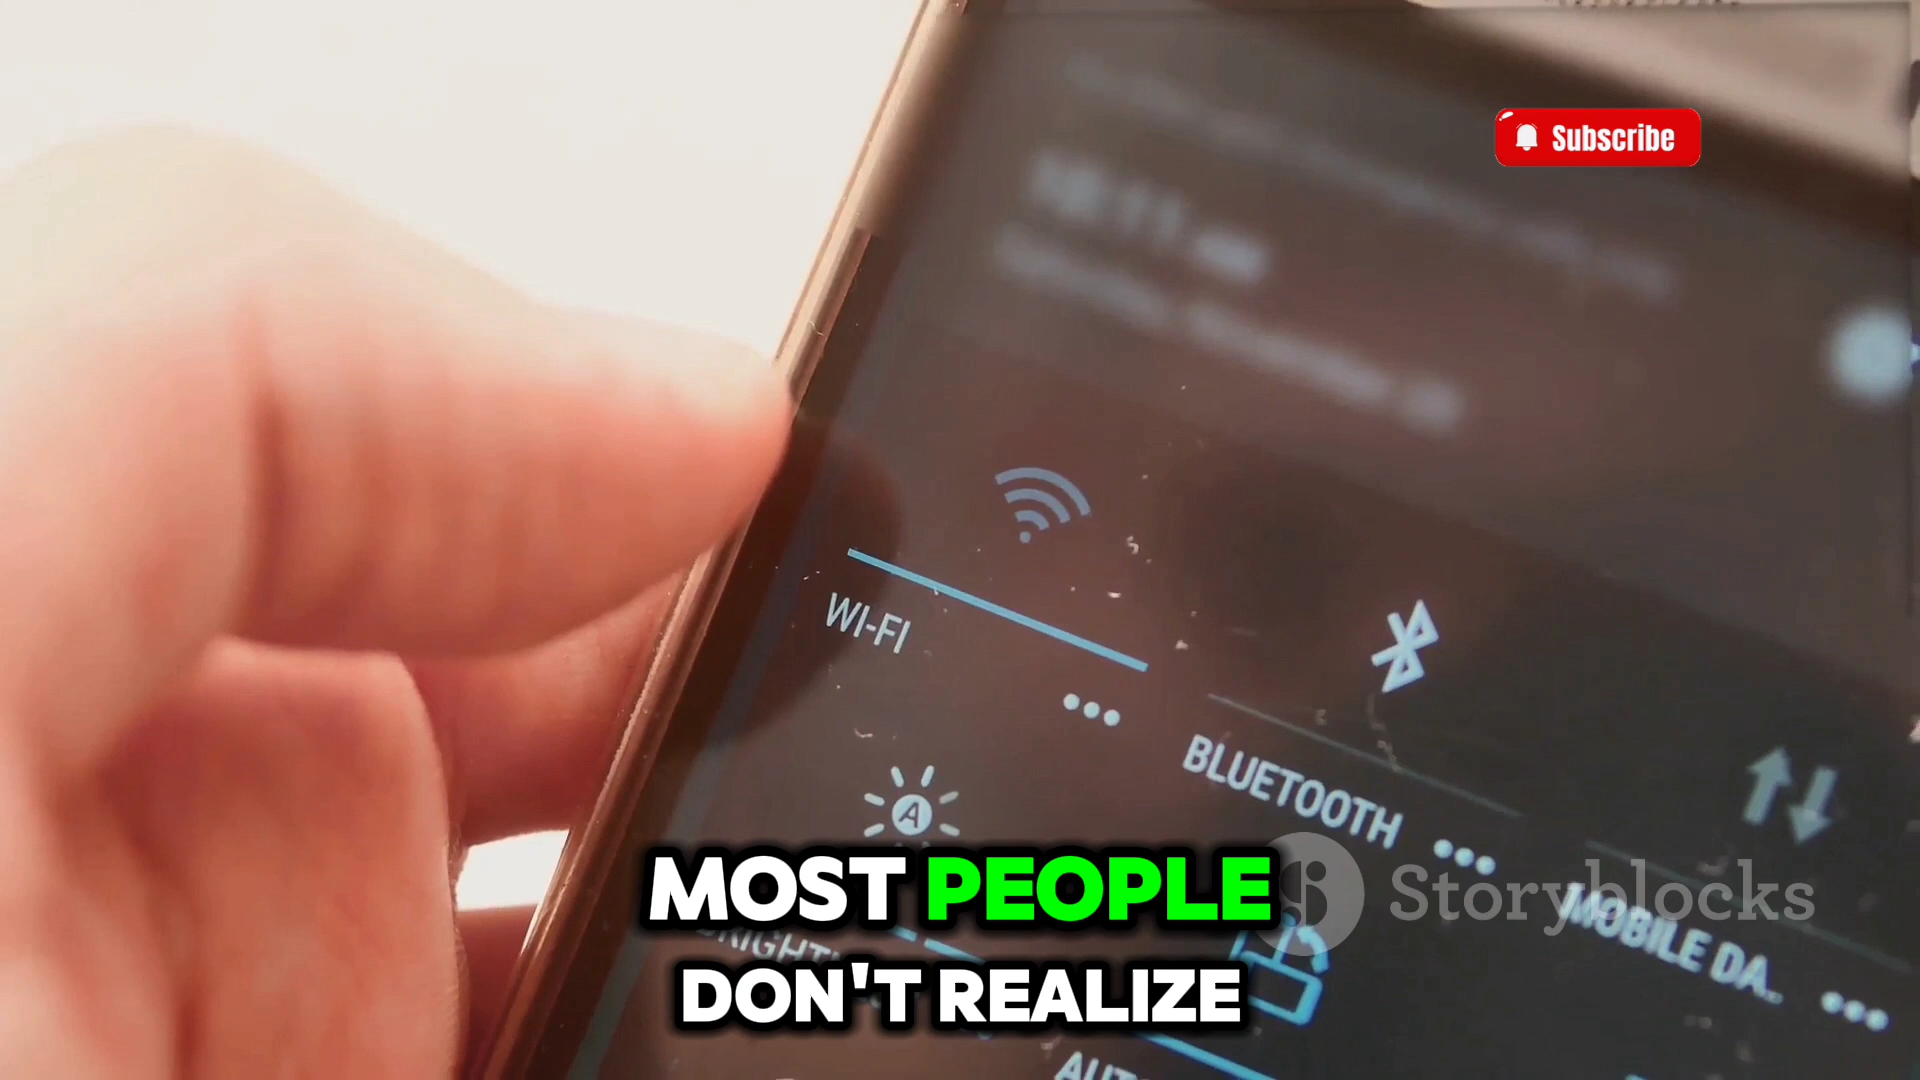 Subscribe
WI-FI
BLUETOOTH
Storyblocks
MOBILE DA..
MOST PEOPLE
DON'T REALIZE